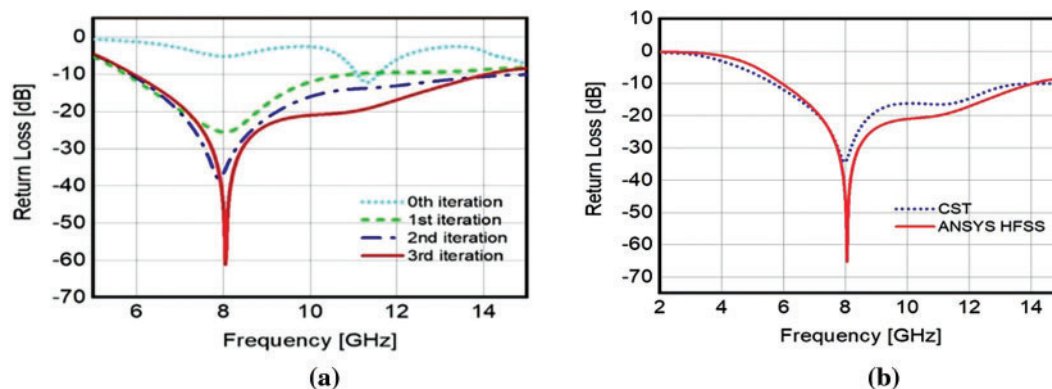 0
-10
-20
-30
-40
-50
-60
-70
Return Loss [dB]
0th iteration
1st iteration
2nd iteration
3rd iteration
6 8 10 12 14
Frequency [GHz]
(a)
10
0
-10
-20
-30
-40
-50
-60
-70
Return Loss [dB]
CST
ANSYS HFSS
2 4 6 8 10 12 14
Frequency [GHz]
(b)